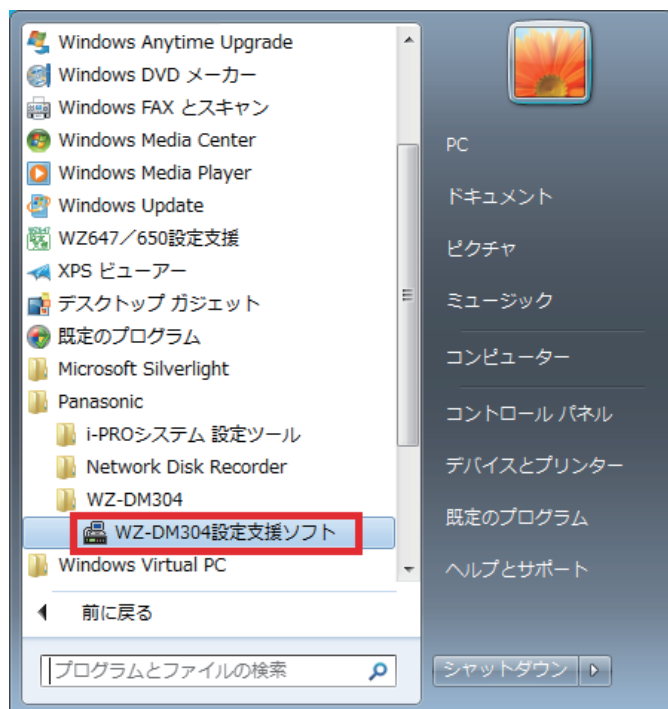 Windows Anytime Upgrade
Windows DVD メーカー
Windows FAX とスキャン
Windows Media Center
Windows Media Player
Windows Update
WZ647／650設定支援
XPS ビューアー
デスクトップ ガジェット
既定のプログラム
Microsoft Silverlight
Panasonic
i-PROシステム 設定ツール
Network Disk Recorder
WZ-DM304
WZ-DM304設定支援ソフト
Windows Virtual PC
前に戻る
プログラムとファイルの検索
PC
ドキュメント
ピクチャ
ミュージック
コンピューター
コントロール パネル
デバイスとプリンター
既定のプログラム
ヘルプとサポート
シャットダウン